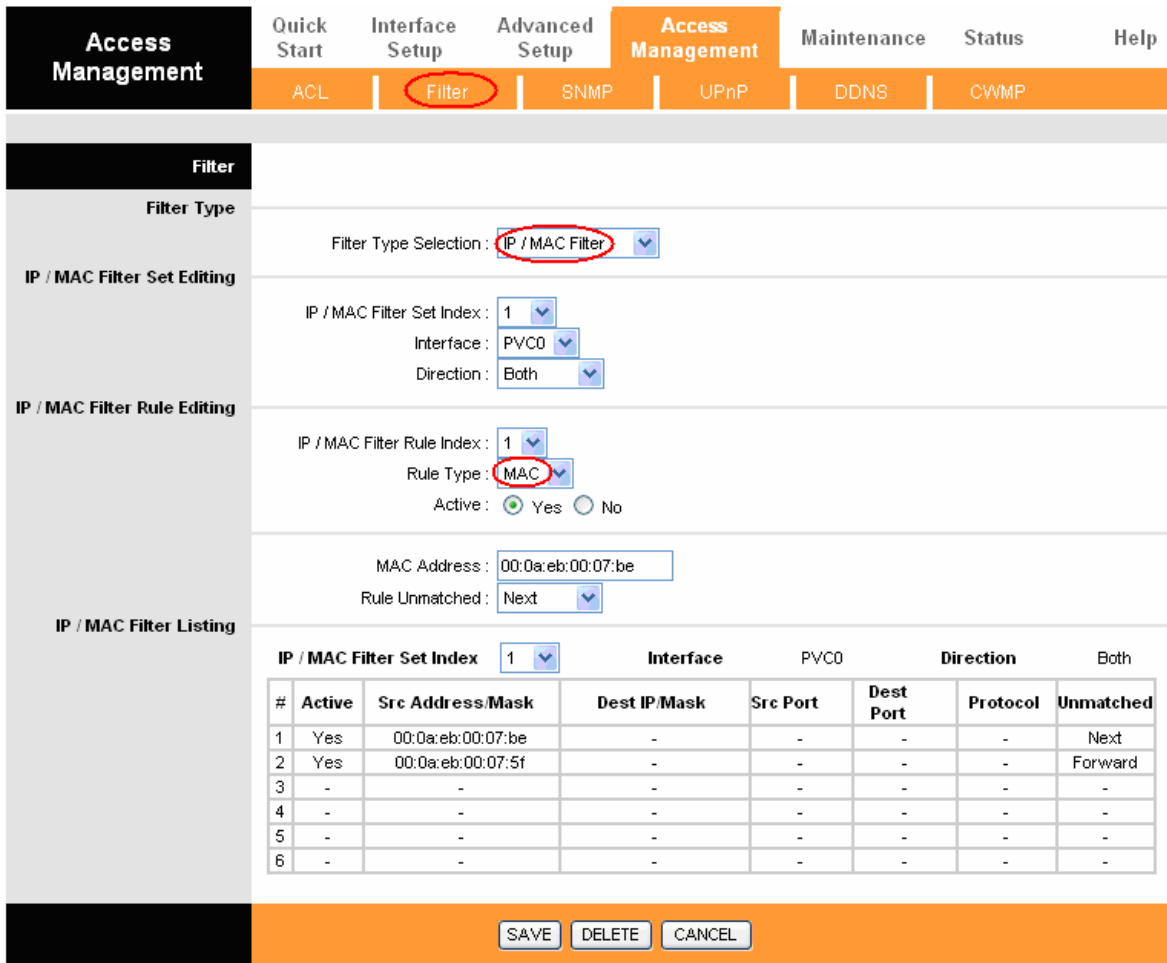 Access Management
Quick Start
Interface Setup
Advanced Setup
Access Management
Maintenance
Status
Help
ACL
Filter
SNMP
UPnP
DDNS
CWMP
Filter
Filter Type
Filter Type Selection : IP / MAC Filter
IP / MAC Filter Set Editing
IP / MAC Filter Set Index : 1
Interface : PVC0
Direction : Both
IP / MAC Filter Rule Editing
IP / MAC Filter Rule Index : 1
Rule Type : MAC
Active : Yes No
MAC Address : 00:0a:eb:00:07:be
Rule Unmatched : Next
IP / MAC Filter Listing
IP / MAC Filter Set Index 1 Interface PVC0 Direction Both
# Active Src Address/Mask Dest IP/Mask Src Port Dest Port Protocol Unmatched
1 Yes 00:0a:eb:00:07:be - - - - Next
2 Yes 00:0a:eb:00:07:5f - - - - Forward
3 - - - - - - -
4 - - - - - - -
5 - - - - - - -
6 - - - - - - -
SAVE DELETE CANCEL